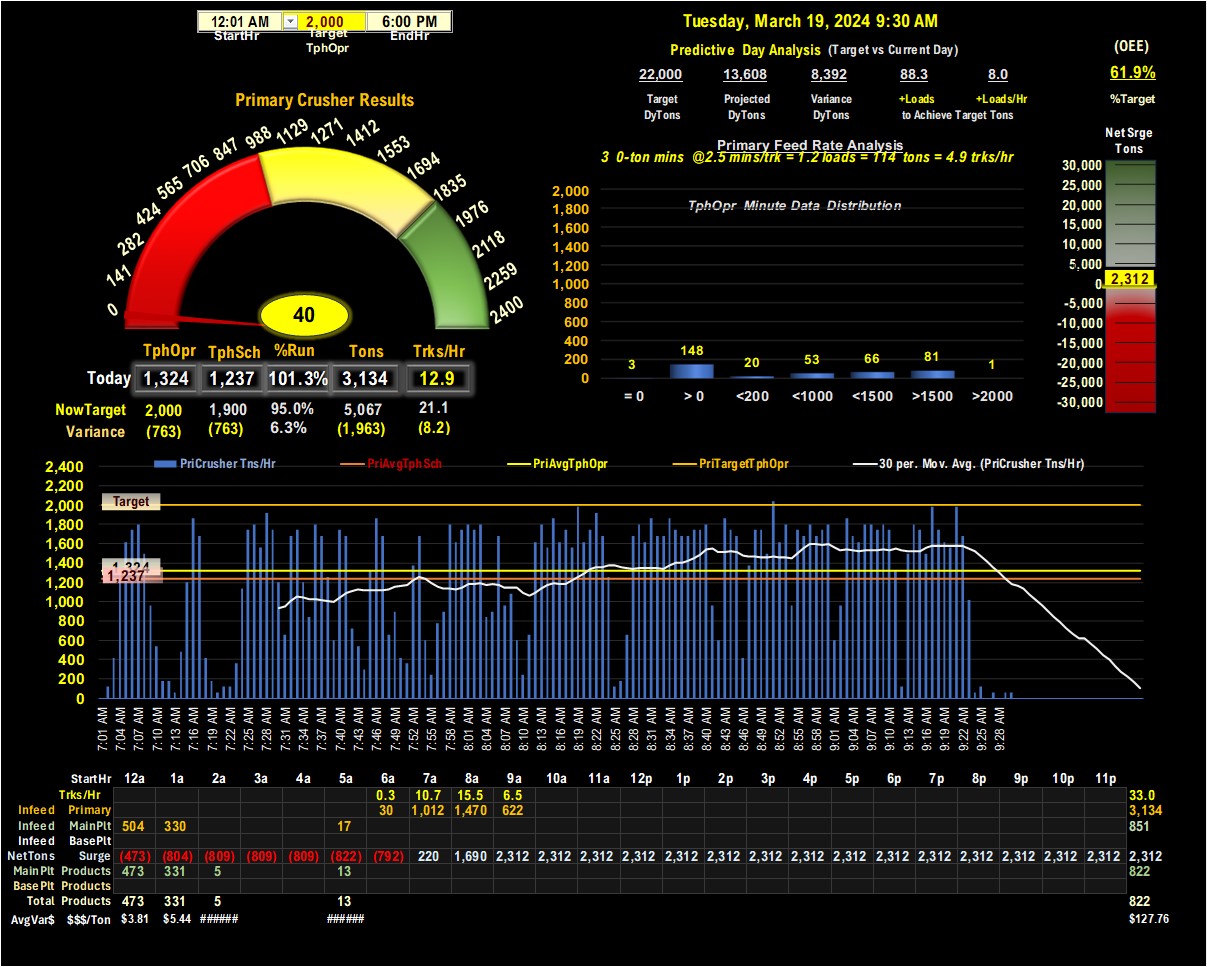 12:01 AM 2,000 6:00 PM
StartHr Target EndHr
TphOpr
Tuesday, March 19, 2024 9:30 AM
Predictive Day Analysis (Target vs Current Day)
22,000 13,608 8,392 88.3 8.0
Target Projected Variance +Loads +Loads/Hr
DyTons DyTons DyTons to Achieve Target Tons
(OEE)
61.9%
%Target
Primary Crusher Results
0
141
282
424
565
706
847
988
1129
1271
1412
1553
1694
1835
1976
2118
2259
2400
40
TphOpr TphSch %Run Tons Trks/Hr
Today 1,324 1,237 101.3% 3,134 12.9
NowTarget 2,000 1,900 95.0% 5,067 21.1
Variance (763) (763) 6.3% (1,963) (8.2)
Primary Feed Rate Analysis
3 0-ton mins @2.5 mins/trk = 1.2 loads = 114 tons = 4.9 trks/hr
TphOpr Minute Data Distribution
2,000
1,800
1,600
1,400
1,200
1,000
800
600
400
200
0
3 148 20 53 66 81 1
= 0 > 0 <200 <1000 <1500 >1500 >2000
Net Srge
Tons
30,000
25,000
20,000
15,000
10,000
5,000
0
2,312
-5,000
-10,000
-15,000
-20,000
-25,000
-30,000
PriCrusher Tns/Hr PriAvgTphSch PriAvgTphOpr PriTargetTphOpr 30 per. Mov. Avg. (PriCrusher Tns/Hr)
2,400
2,200
2,000
1,800
1,600
1,400
1,200
1,000
800
600
400
200
0
Target
1,324
1,237
7:01 AM 7:04 AM 7:07 AM 7:10 AM 7:13 AM 7:16 AM 7:19 AM 7:22 AM 7:25 AM 7:28 AM 7:31 AM 7:34 AM 7:37 AM 7:40 AM 7:43 AM 7:46 AM 7:49 AM 7:52 AM 7:55 AM 7:58 AM 8:01 AM 8:04 AM 8:07 AM 8:10 AM 8:13 AM 8:16 AM 8:19 AM 8:22 AM 8:25 AM 8:28 AM 8:31 AM 8:34 AM 8:37 AM 8:40 AM 8:43 AM 8:46 AM 8:49 AM 8:52 AM 8:55 AM 8:58 AM 9:01 AM 9:04 AM 9:07 AM 9:10 AM 9:13 AM 9:16 AM 9:19 AM 9:22 AM 9:25 AM 9:28 AM
StartHr 12a 1a 2a 3a 4a 5a 6a 7a 8a 9a 10a 11a 12p 1p 2p 3p 4p 5p 6p 7p 8p 9p 10p 11p
Trks/Hr 0.3 10.7 15.5 6.5 33.0
Infeed Primary 30 1,012 1,470 622 3,134
Infeed MainPlt 504 330 17 851
Infeed BasePlt
NetTons Surge (473) (804) (809) (809) (809) (822) (792) 220 1,690 2,312 2,312 2,312 2,312 2,312 2,312 2,312 2,312 2,312 2,312 2,312 2,312 2,312 2,312 2,312 2,312
MainPlt Products 473 331 5 13 822
BasePlt Products
Total Products 473 331 5 13 822
AvgVar$ $$$/Ton $3.81 $5.44 ###### ###### $127.76